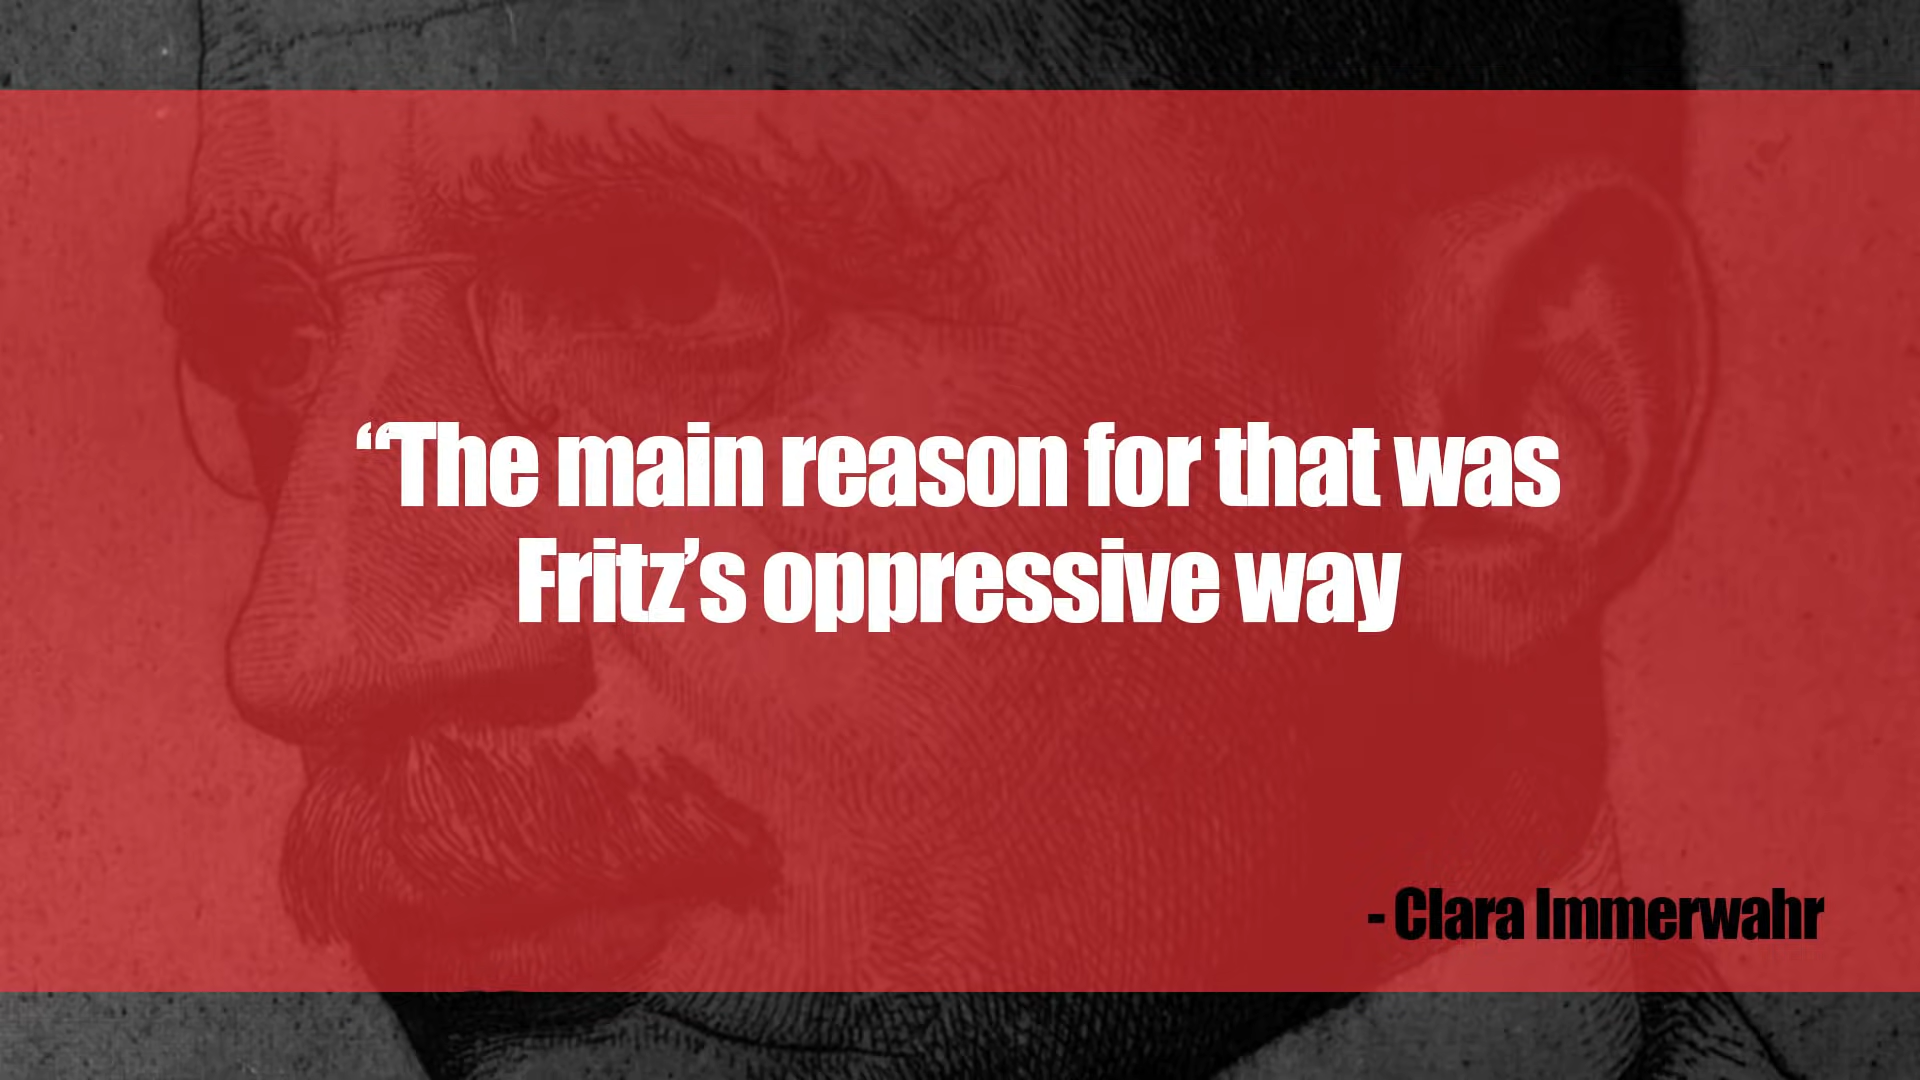 “The main reason for that was
Fritz’s oppressive way
- Clara Immerwahr